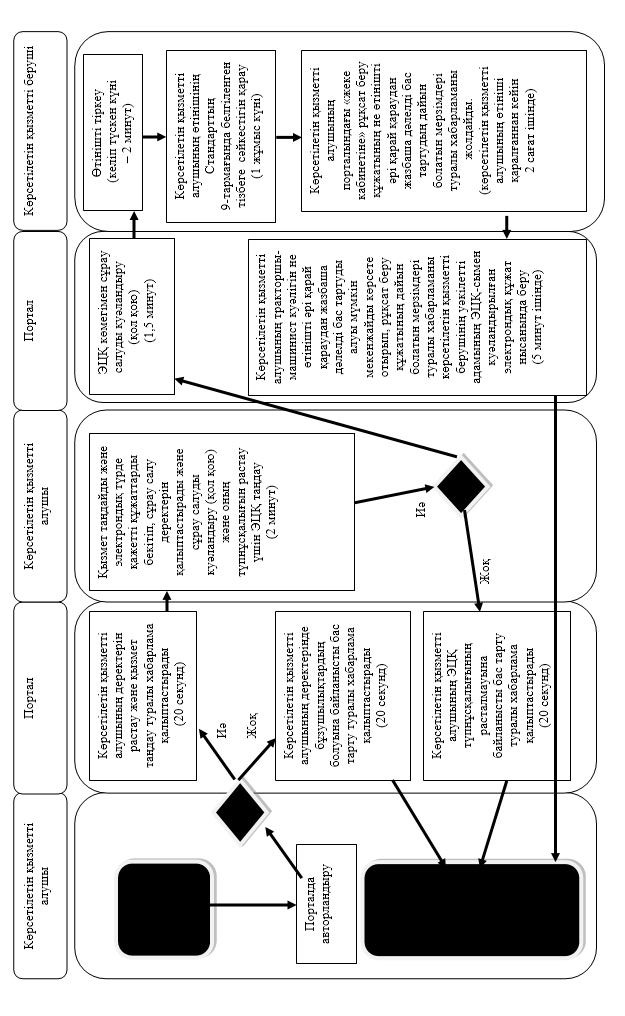 Көрсетілетін қызметті
алушы
Портал
Көрсетілетін қызметті
алушы
Портал
Көрсетілетін қызметті беруші
Порталда
авторландыру
Иә
Жоқ
Көрсетілетін қызметті
алушының деректерін
растау және қызмет
таңдау туралы хабарлама
қалыптастырады
(20 секунд)
Көрсетілетін қызметті
алушының деректерінде
бұзушылықтардың
болуына байланысты бас
тарту туралы хабарлама
қалыптастырады
(20 секунд)
Көрсетілетін қызметті
алушының ЭЦҚ
түпнұсқалығының
расталмауына
байланысты бас тарту
туралы хабарлама
қалыптастырады
(20 секунд)
Қызмет таңдайды және
электрондық түрде
қажетті құжаттарды
бекітіп, сұрау салу
деректерін
қалыптастырады және
сұрау салуды
куәландыру (қол қою)
және оның
түпнұсқалығын растау
үшін ЭЦҚ таңдау
(2 минут)
Иә
Жоқ
ЭЦҚ көмегімен сұрау
салуды куәландыру
(қол қою)
(1,5 минут)
Көрсетілетін қызметті
алушының тракторшы-
машинист куәлігін не
өтінішті әрі қарай
қараудан жазбаша
дәлелді бас тартуды
алуы мүмкін
мекенжайды көрсете
отырып, рұқсат беру
құжатының дайын
болатын мерзімдері
туралы хабарламаны
көрсетілетін қызметті
берушінің уәкілетті
адамының ЭЦҚ-сымен
куәландырылған
электрондық құжат
нысанында беру
(5 минут ішінде)
Өтінішті тіркеу
(келіп түскен күні
–2 минут)
Көрсетілетін қызметті
алушының өтінішінің
Стандарттың
9-тармағында белгіленген
тізбеге сәйкестігін қарау
(1 жұмыс күні)
Көрсетілетін қызметті
алушының
порталындағы «жеке
кабинетіне» рұқсат беру
құжатының не өтінішті
әрі қарай қараудан
жазбаша дәлелді бас
тартудың дайын
болатын мерзімдері
туралы хабарламаны
жолдайды.
(көрсетілетін қызметті
алушының өтініші
қаралғаннан кейін
2 сағат ішінде)